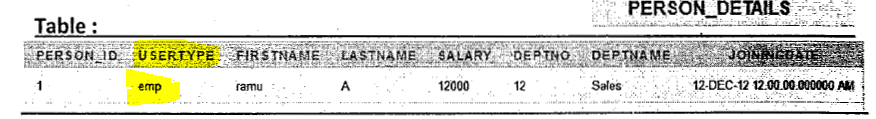 PERSON_DETAILS
Table :
PERSON_ID USERTYPE FIRSTNAME LASTNAME SALARY DEPTNO DEPTNAME JOININGDATE
1 emp ramu A 12000 12 Sales 12-DEC-12 12.00.00.000000 AM